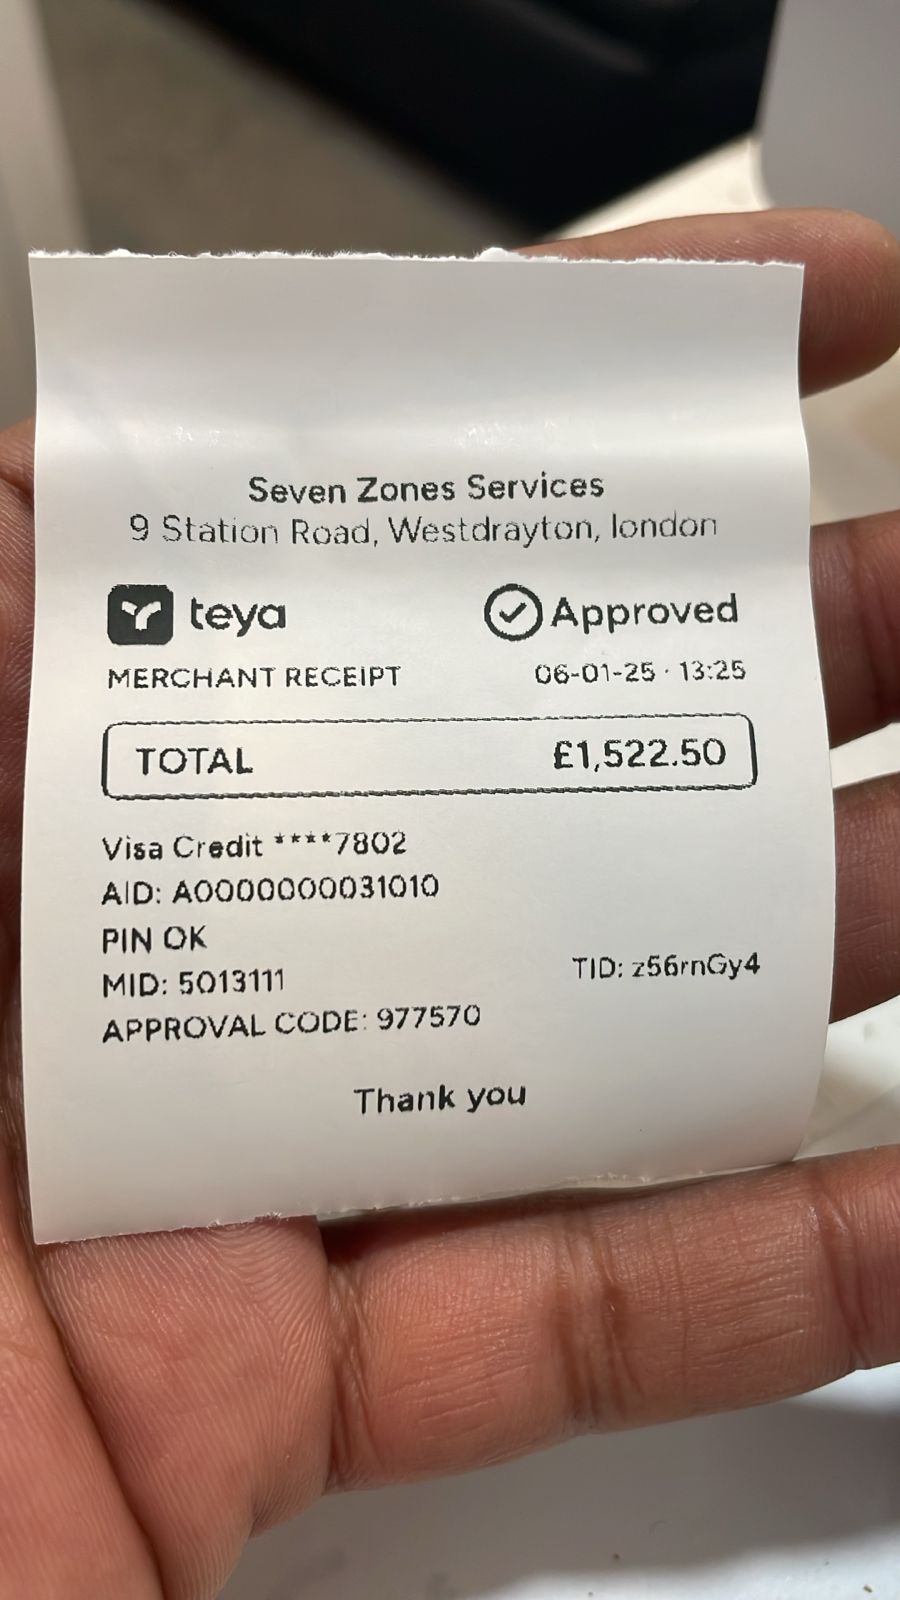 Seven Zones Services
9 Station Road, Westdrayton, london
teya
Approved
MERCHANT RECEIPT
06-01-25 · 13:25
TOTAL £1,522.50
Visa Credit ****7802
AID: A0000000031010
PIN OK
MID: 5013111
TID: z56rnGy4
APPROVAL CODE: 977570
Thank you